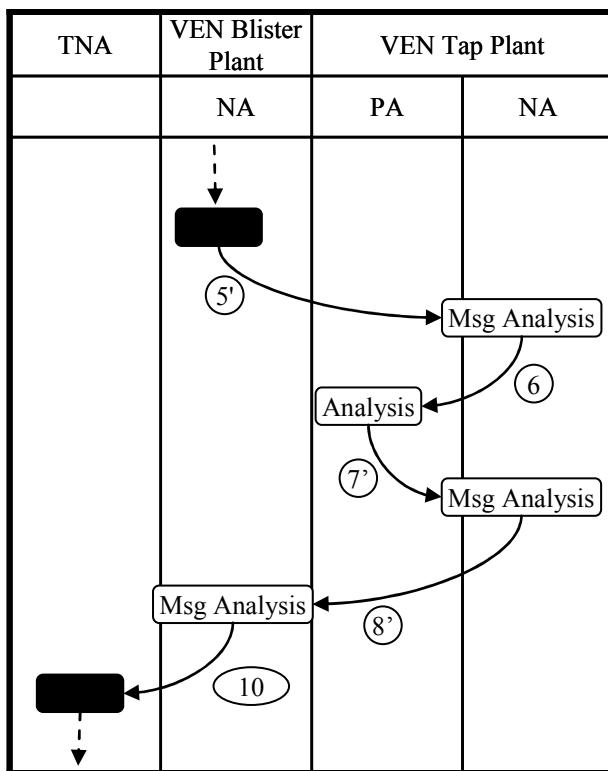 TNA
VEN Blister
Plant
VEN Tap Plant
NA
PA
NA
5'
Msg Analysis
6
Analysis
7’
Msg Analysis
Msg Analysis
8’
10